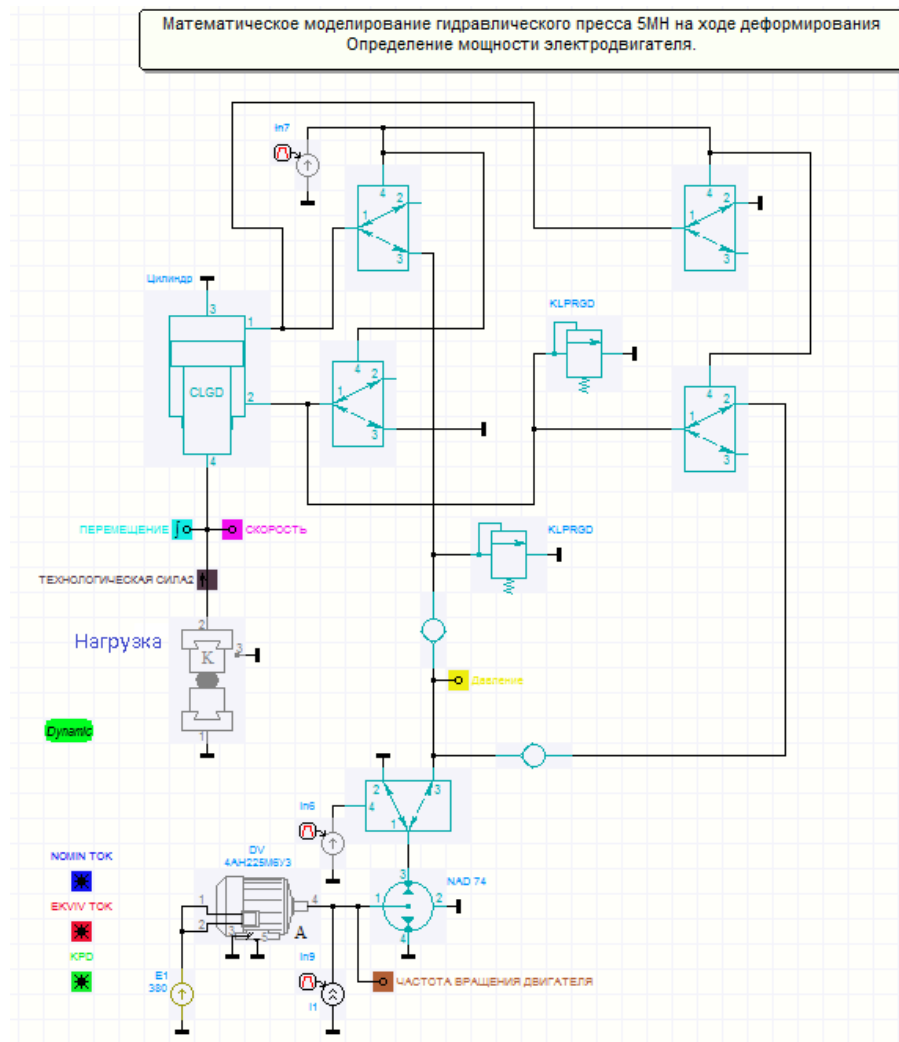 Математическое моделирование гидравлического пресса 5МН на ходе деформирования
Определение мощности электродвигателя.
In7
4
2
1
3
4
2
1
3
Цилиндр
3
1
CLGD
2
4
4
2
1
3
KLPRGD
4
2
1
3
ПЕРЕМЕЩЕНИЕ
СКОРОСТЬ
KLPRGD
ТЕХНОЛОГИЧЕСКАЯ СИЛА2
Нагрузка
2
K
3
1
Давление
Dynamic
2
3
4
1
In6
DV
4АН225М6У3
NOMIN TOK
EKVIV TOK
KPD
1
2
3
5
4
A
NAD 74
3
1
2
4
E1
380
In9
I1
ЧАСТОТА ВРАЩЕНИЯ ДВИГАТЕЛЯ